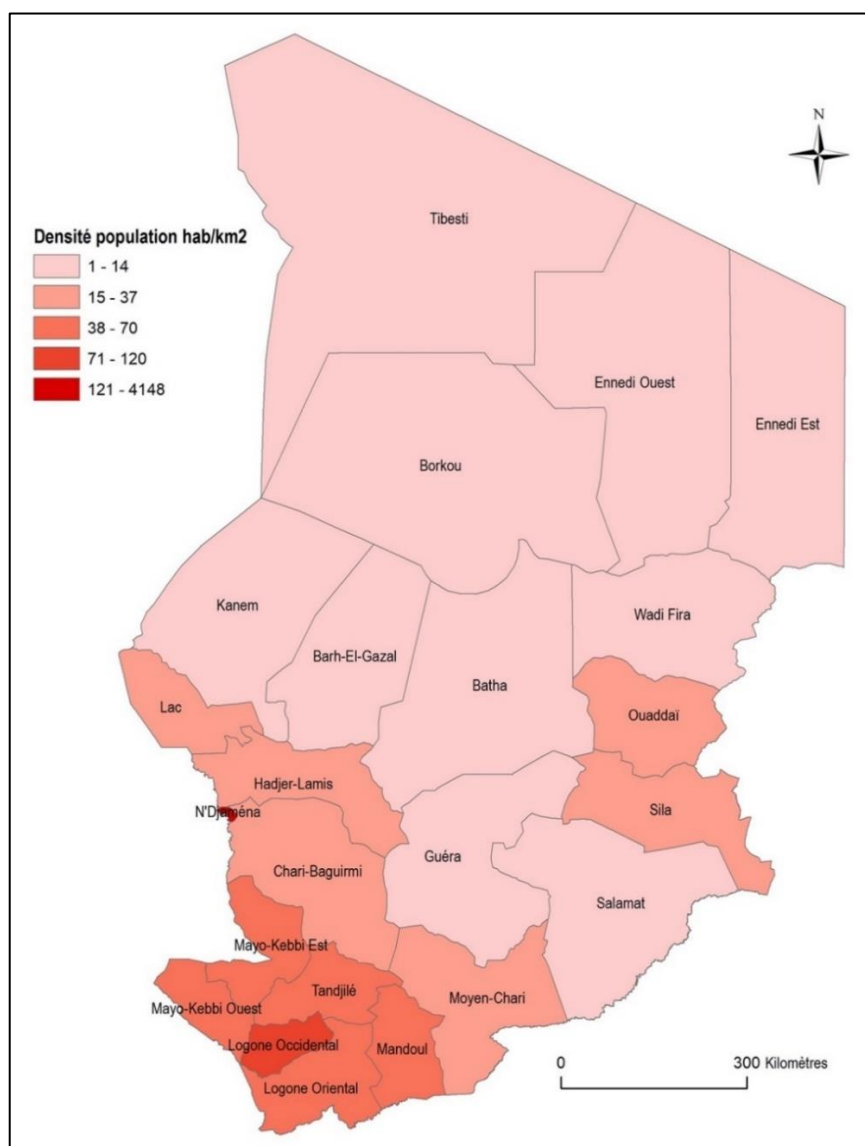 N
Tibesti
Densité population hab/km2
1 - 14
15 - 37
38 - 70
71 - 120
121 - 4148
Ennedi Ouest
Ennedi Est
Borkou
Kanem
Wadi Fira
Barh-El-Gazal
Batha
Lac
Ouaddaï
Hadjer-Lamis
N'Djaména
Sila
Guéra
Chari-Baguirmi
Salamat
Mayo-Kebbi Est
Tandjilé
Moyen-Chari
Mayo-Kebbi Ouest
Logone Occidental
Mandoul
Logone Oriental
0 300 Kilomètres